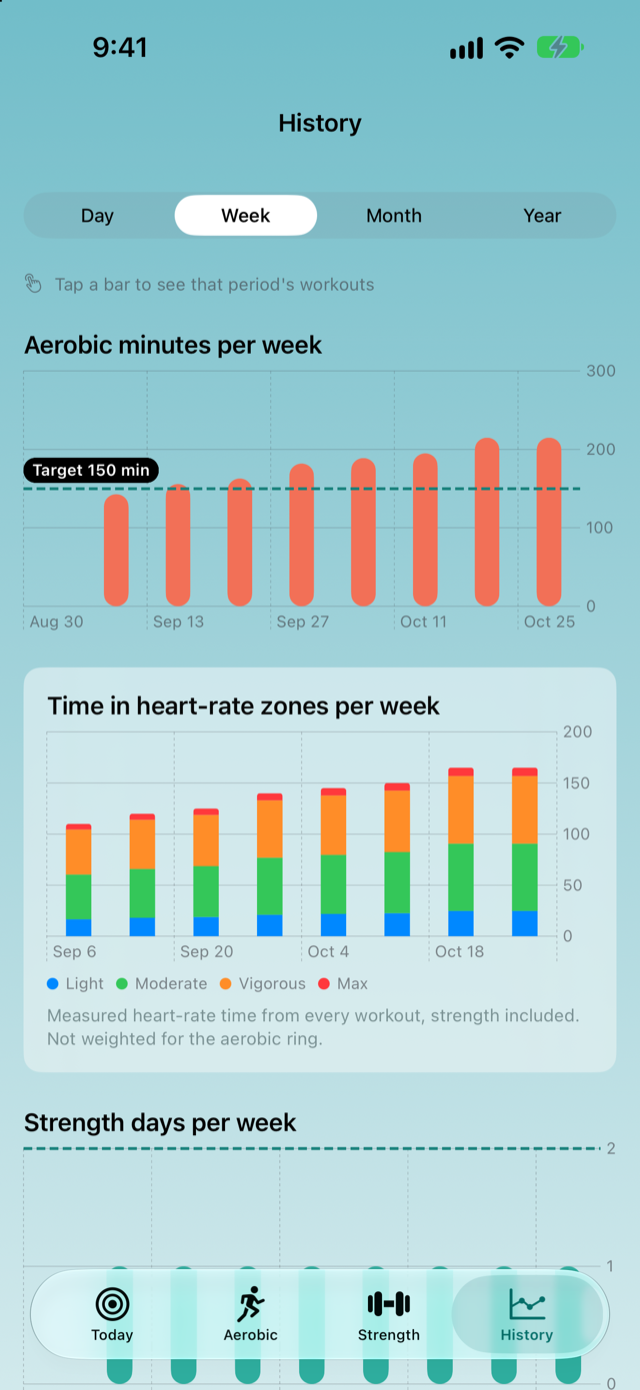 9:41
History
Day Week Month Year
Tap a bar to see that period's workouts
Aerobic minutes per week
300
200
Target 150 min
100
0
Aug 30 Sep 13 Sep 27 Oct 11 Oct 25
Time in heart-rate zones per week
200
150
100
50
0
Sep 6 Sep 20 Oct 4 Oct 18
Light Moderate Vigorous Max
Measured heart-rate time from every workout, strength included.
Not weighted for the aerobic ring.
Strength days per week
2
1
Today Aerobic Strength History
0